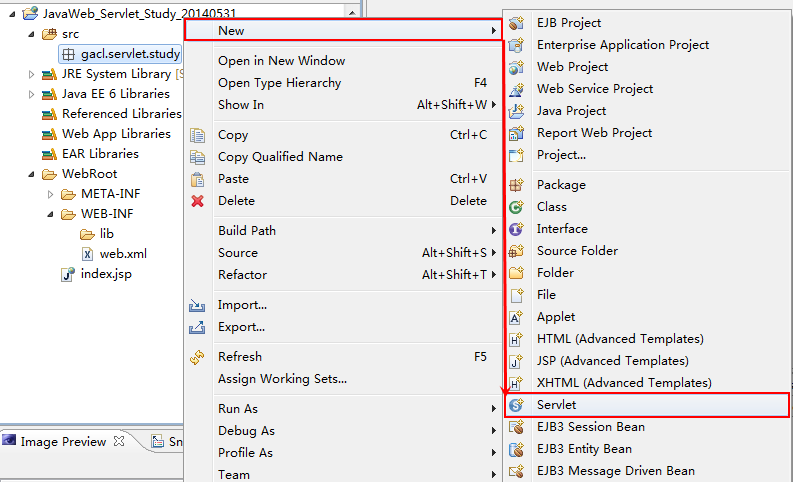 JavaWeb_Servlet_Study_20140531
src
gacl.servlet.study
JRE System Library [S
Java EE 6 Libraries
Referenced Libraries
Web App Libraries
EAR Libraries
WebRoot
META-INF
WEB-INF
lib
web.xml
index.jsp
Image Preview
Sn
New
Open in New Window
Open Type Hierarchy F4
Show In Alt+Shift+W
Copy Ctrl+C
Copy Qualified Name
Paste Ctrl+V
Delete Delete
Build Path
Source Alt+Shift+S
Refactor Alt+Shift+T
Import...
Export...
Refresh F5
Assign Working Sets...
Run As
Debug As
Profile As
Team
EJB Project
Enterprise Application Project
Web Project
Web Service Project
Java Project
Report Web Project
Project...
Package
Class
Interface
Source Folder
Folder
File
Applet
HTML (Advanced Templates)
JSP (Advanced Templates)
XHTML (Advanced Templates)
Servlet
EJB3 Session Bean
EJB3 Entity Bean
EJB3 Message Driven Bean